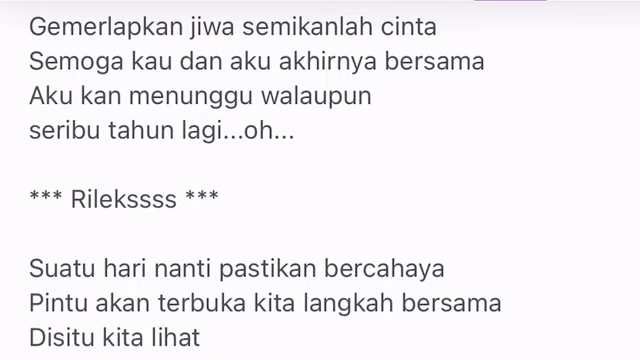 Gemerlapkan jiwa semikanlah cinta
Semoga kau dan aku akhirnya bersama
Aku kan menunggu walaupun
seribu tahun lagi...oh...
*** Rilekssss ***
Suatu hari nanti pastikan bercahaya
Pintu akan terbuka kita langkah bersama
Disitu kita lihat